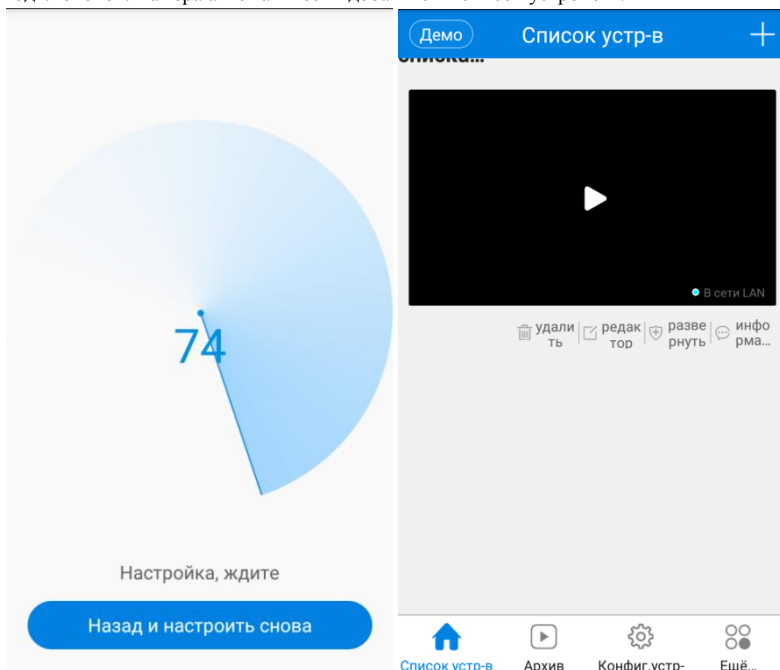 74
Настройка, ждите
Назад и настроить снова
Демо
Список устр-в
В сети LAN
удали
ть
редак
тор
разве
рнуть
инфо
рма...
Список устр-в
Архив
Конфиг.устр-
Ещё...